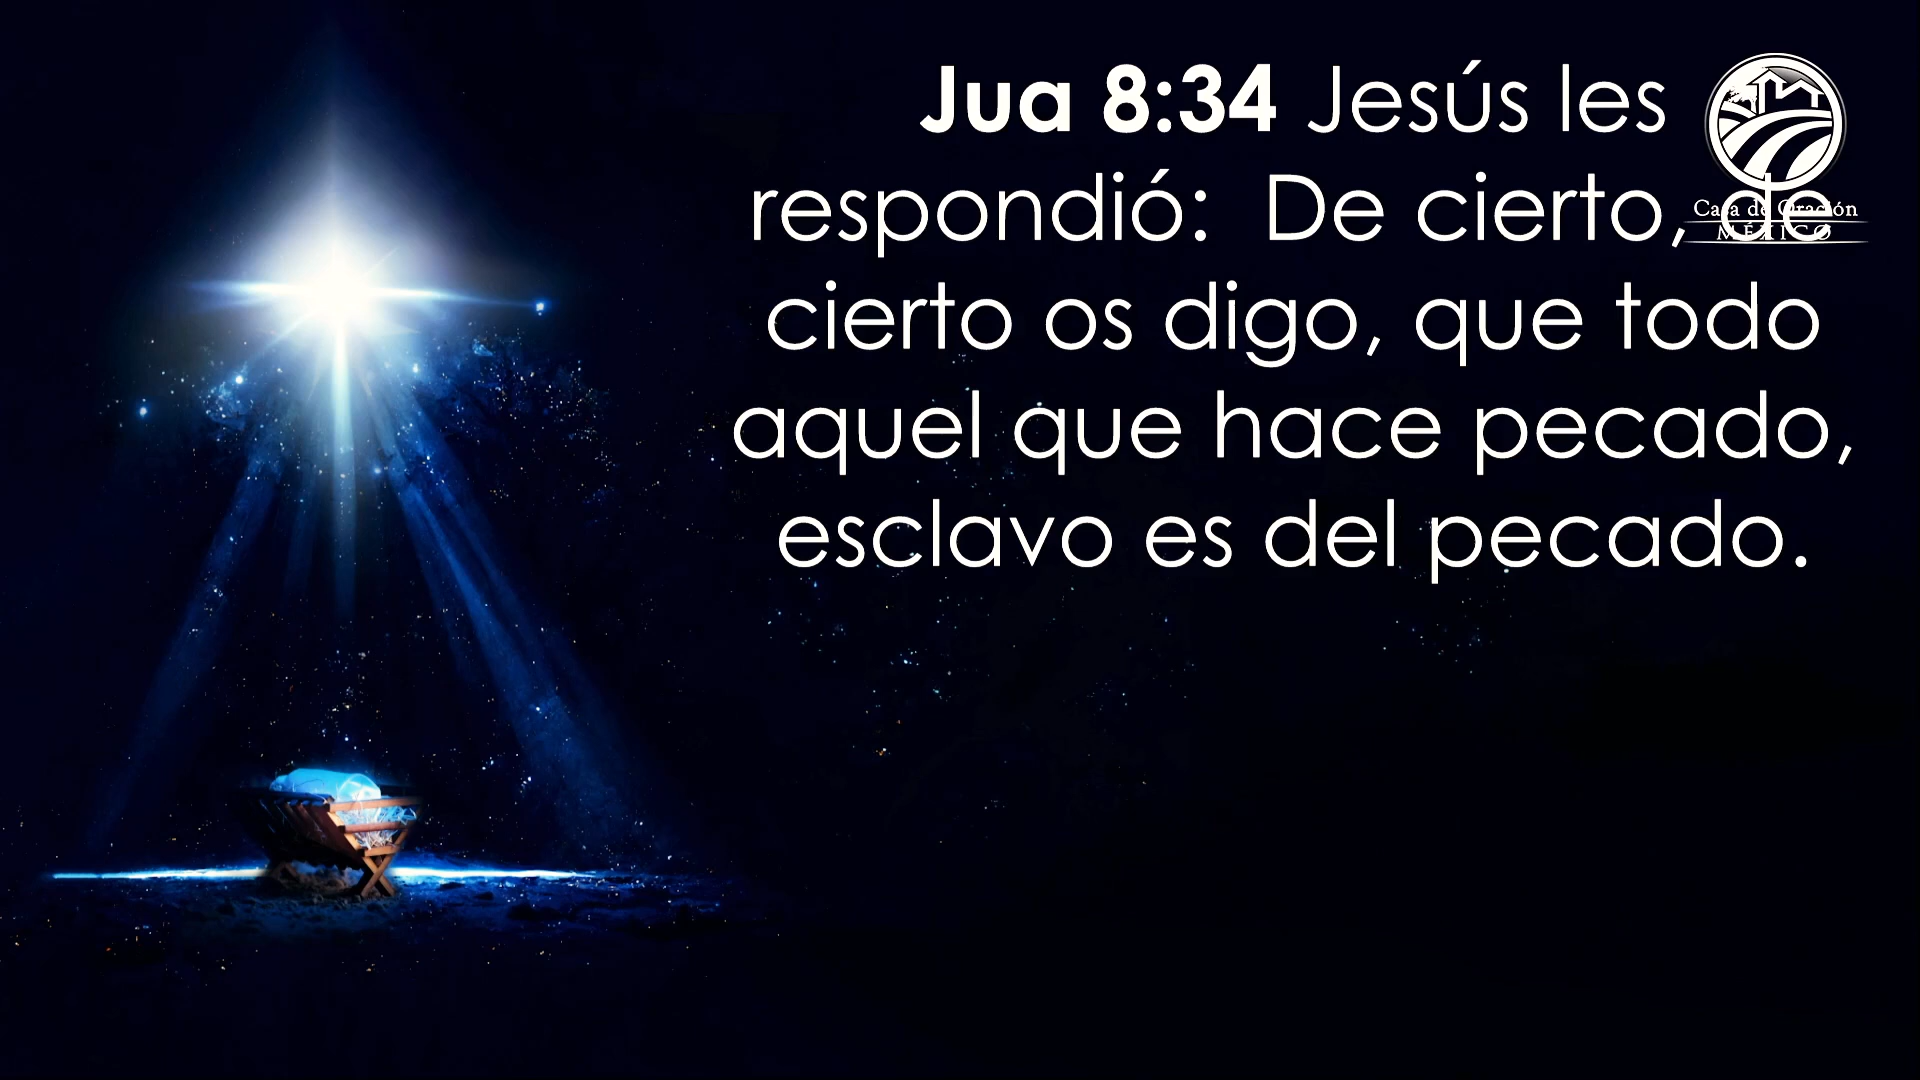 Jua 8:34 Jesús les
respondió:  De cierto, de
cierto os digo, que todo
aquel que hace pecado,
esclavo es del pecado.
Casa de Oración
MÉXICO